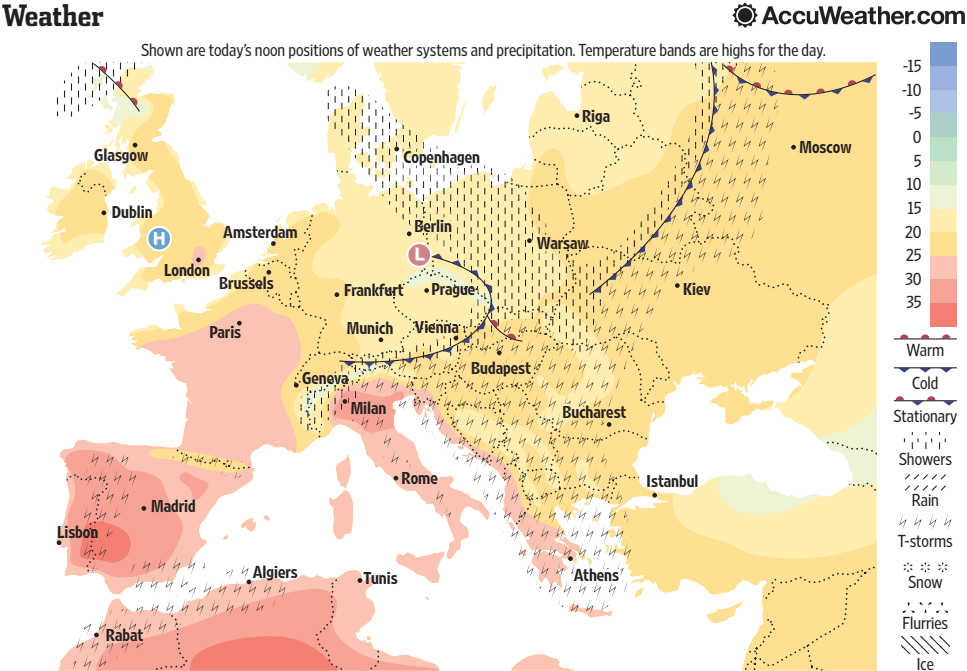 Weather
AccuWeather.com
Shown are today's noon positions of weather systems and precipitation. Temperature bands are highs for the day.
-15
-10
-5
0
5
10
15
20
25
30
35
Riga
Moscow
Glasgow
Copenhagen
Dublin
Berlin
H
Amsterdam
Warsaw
L
London
Brussels
Frankfurt
Prague
Kiev
Paris
Munich
Vienna
Budapest
Geneva
Milan
Bucharest
Rome
Istanbul
Madrid
Lisbon
Algiers
Tunis
Athens
Rabat
Warm
Cold
Stationary
Showers
Rain
T-storms
Snow
Flurries
Ice